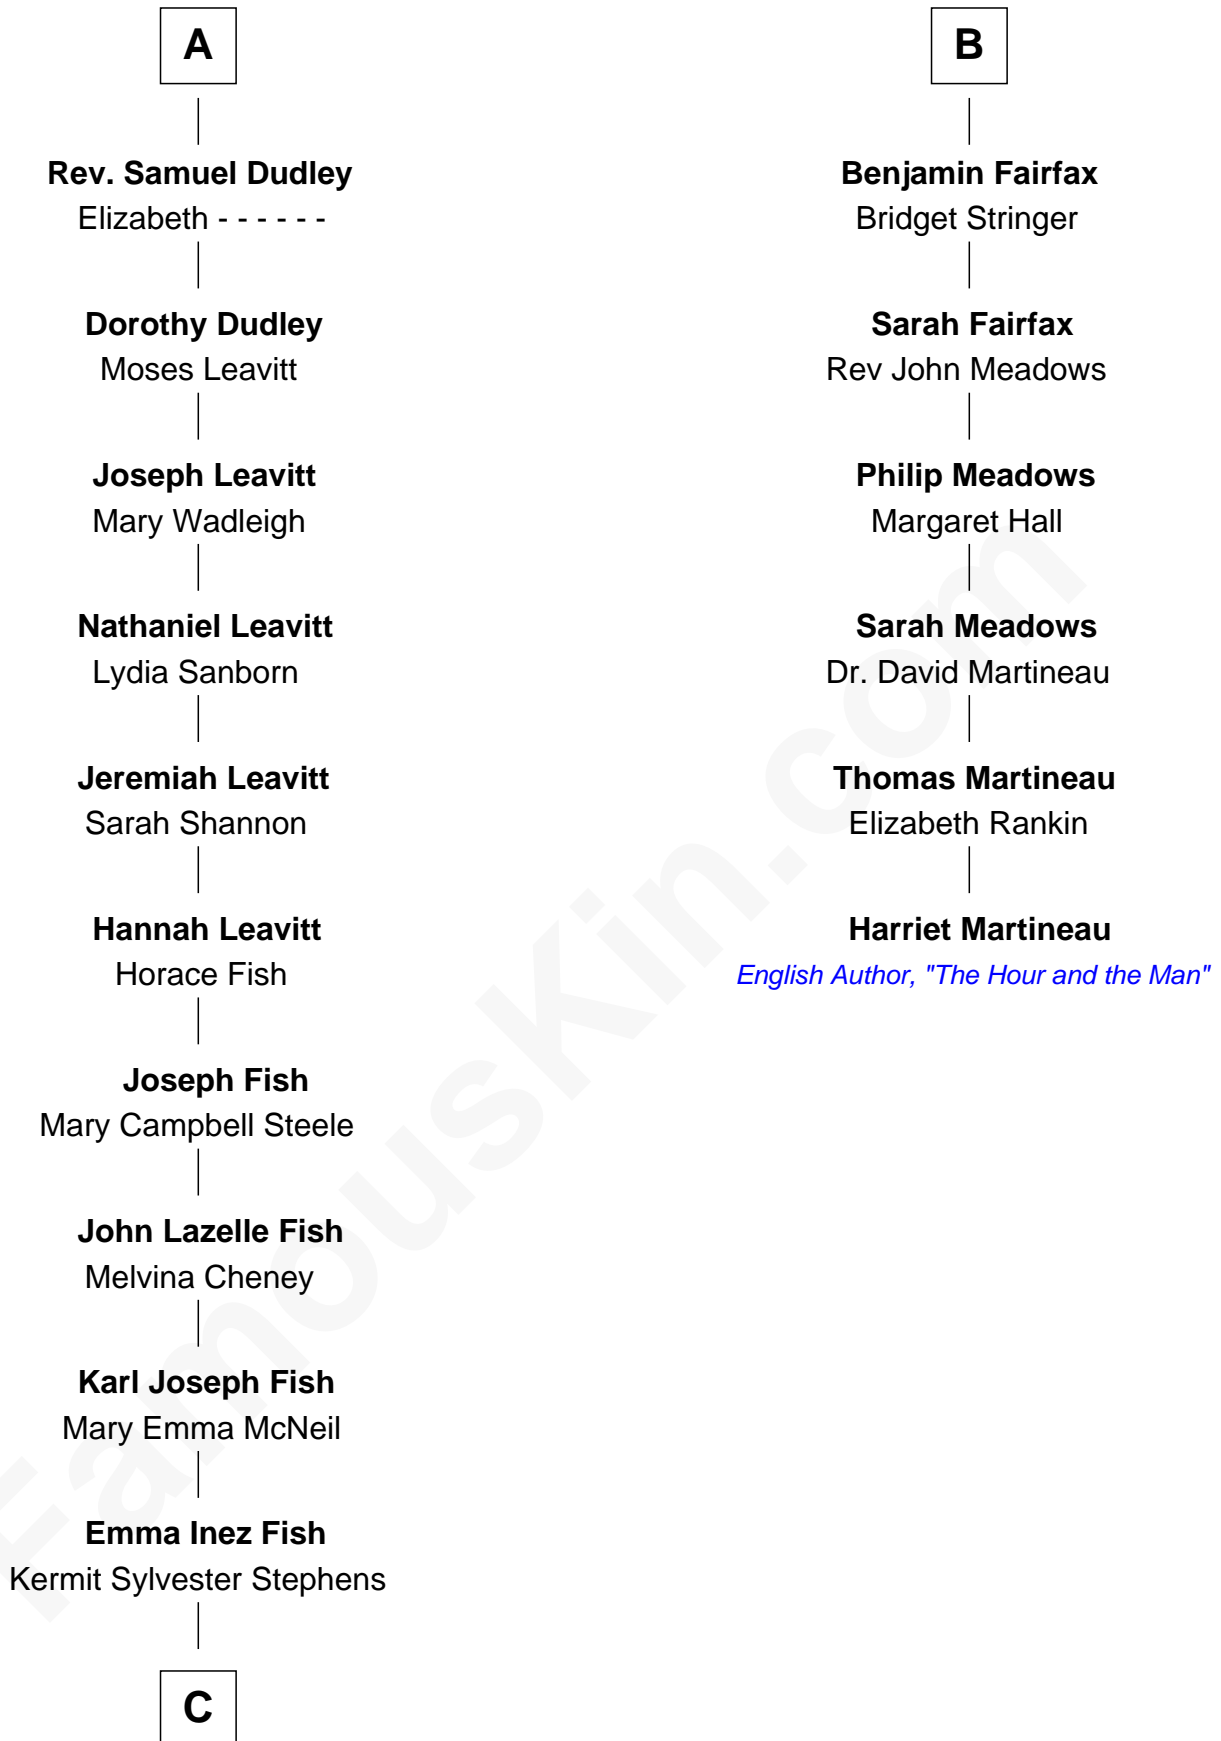 A
Rev. Samuel Dudley
Elizabeth - - - - - -
Dorothy Dudley
Moses Leavitt
Joseph Leavitt
Mary Wadleigh
Nathaniel Leavitt
Lydia Sanborn
Jeremiah Leavitt
Sarah Shannon
Hannah Leavitt
Horace Fish
Joseph Fish
Mary Campbell Steele
John Lazelle Fish
Melvina Cheney
Karl Joseph Fish
Mary Emma McNeil
Emma Inez Fish
Kermit Sylvester Stephens
C
B
Benjamin Fairfax
Bridget Stringer
Sarah Fairfax
Rev John Meadows
Philip Meadows
Margaret Hall
Sarah Meadows
Dr. David Martineau
Thomas Martineau
Elizabeth Rankin
Harriet Martineau
English Author, "The Hour and the Man"
FamousKin.com